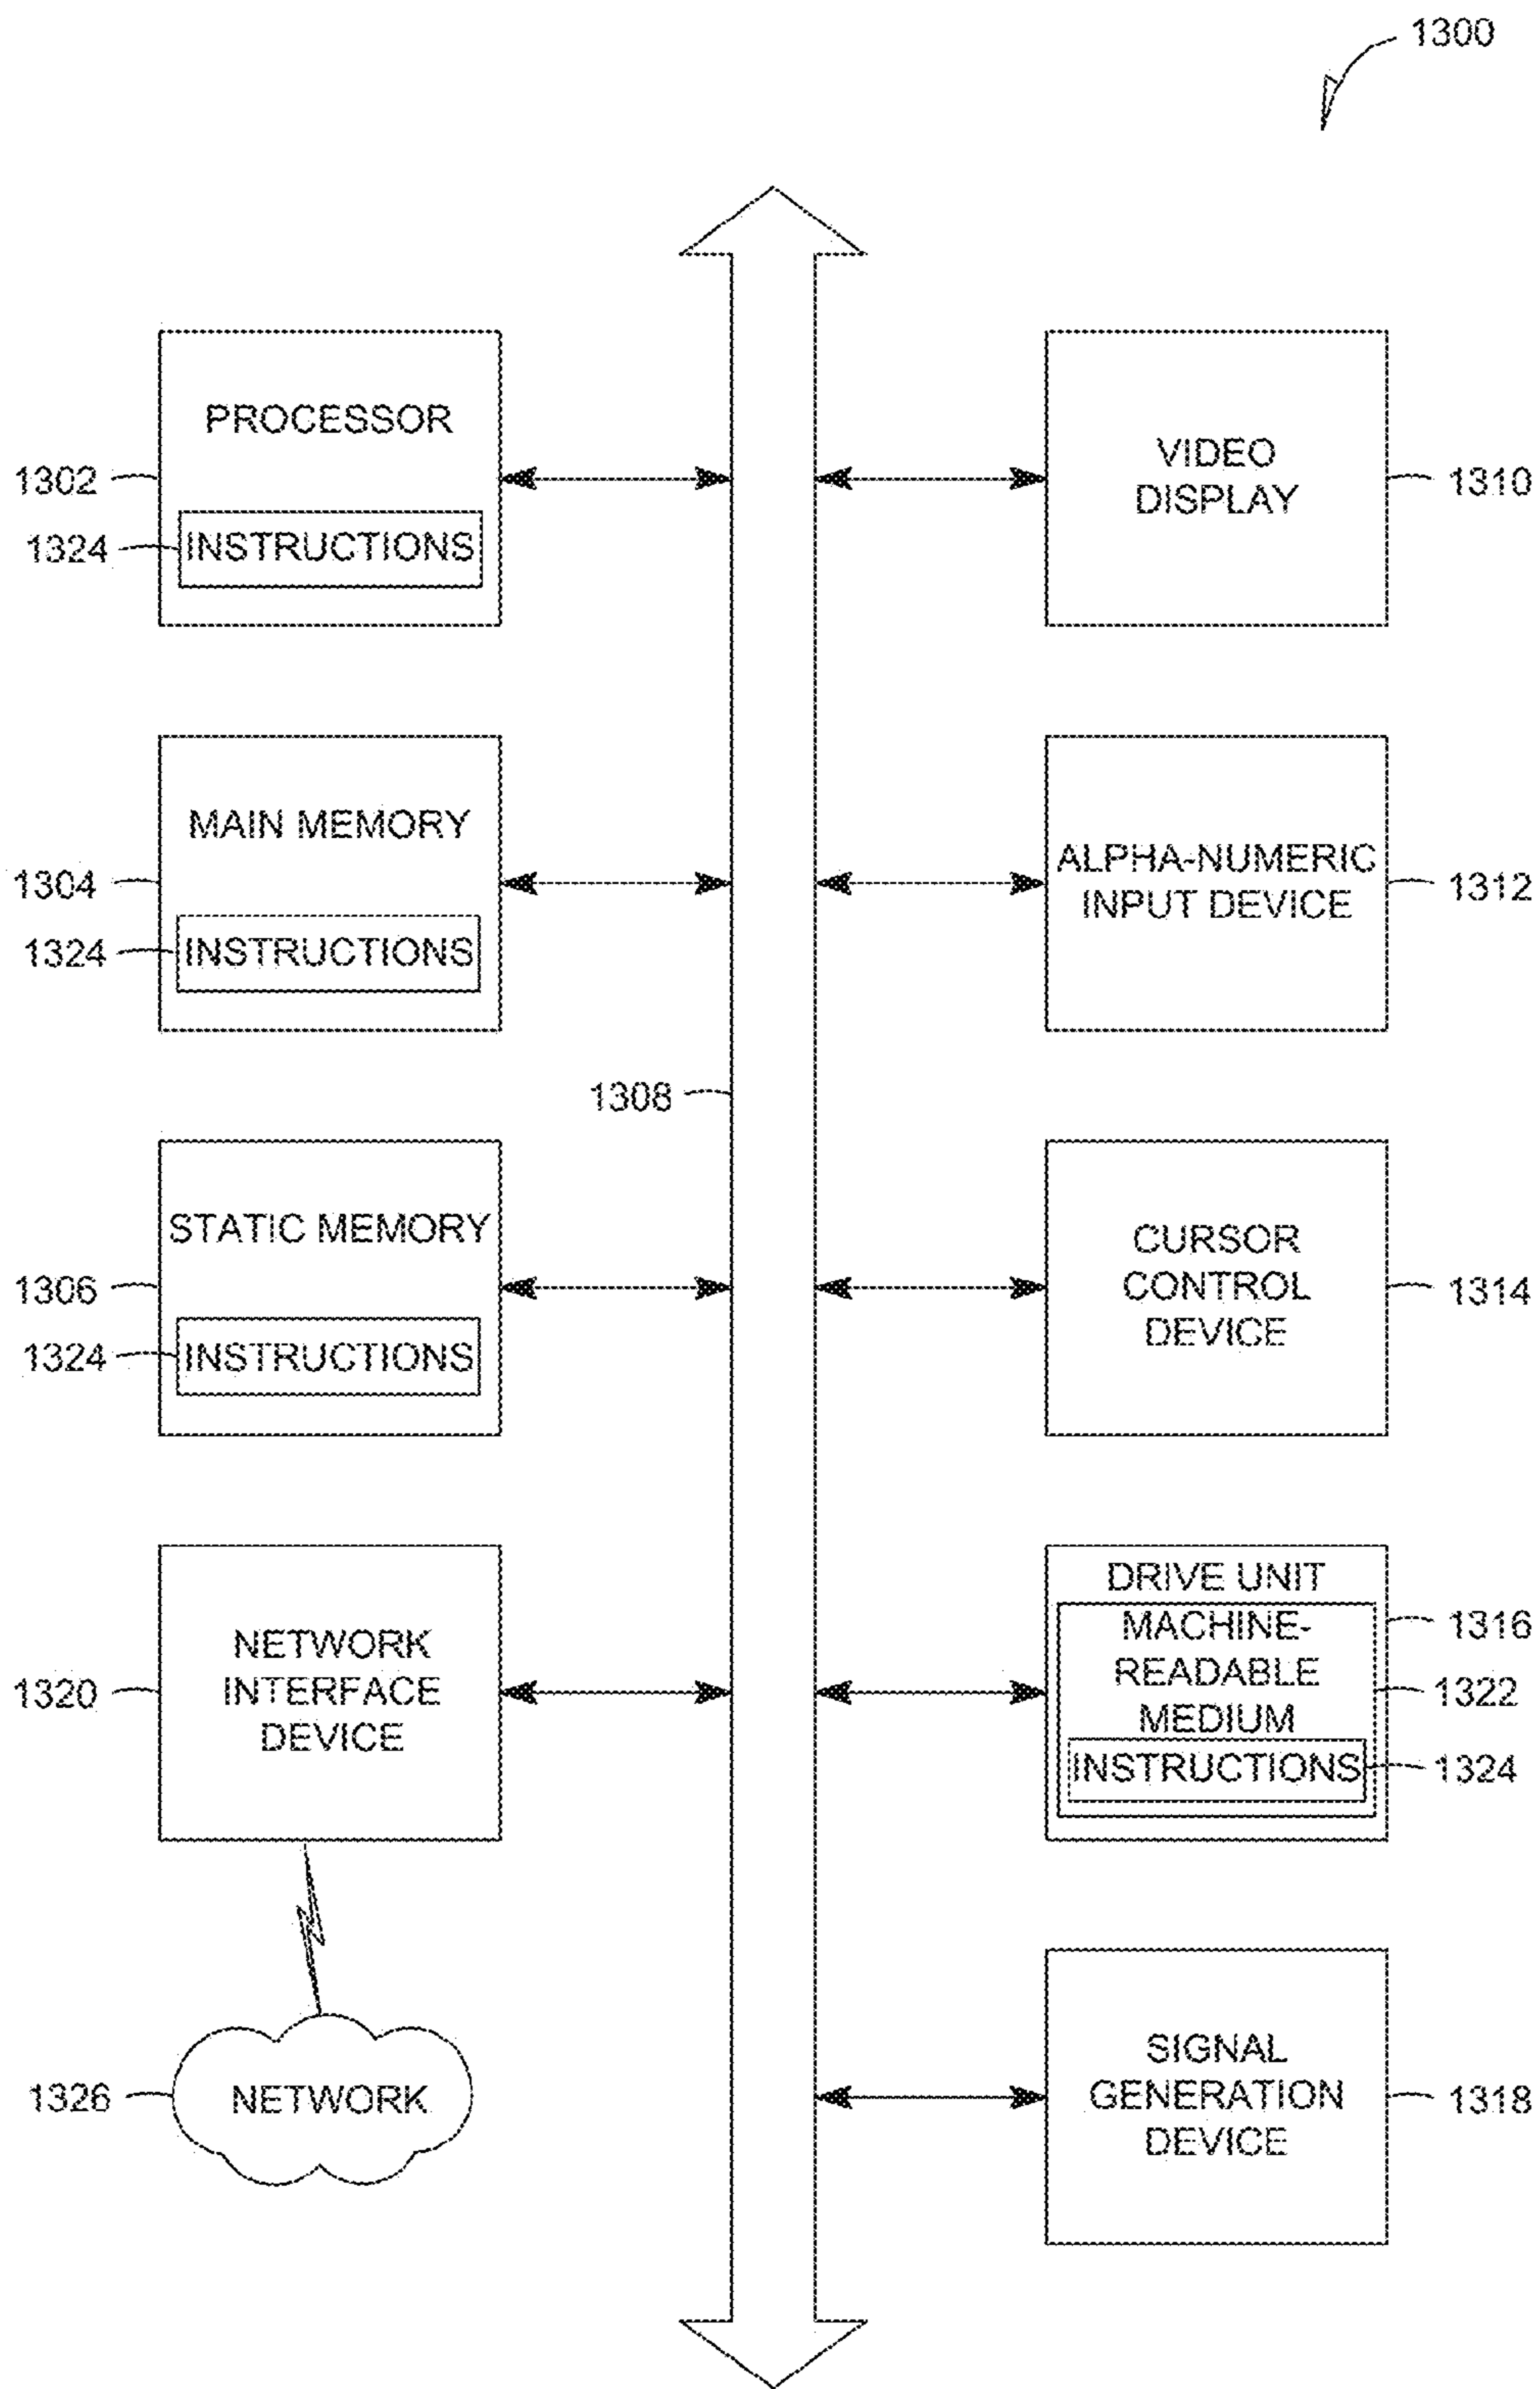 1300
PROCESSOR
1302
1324
INSTRUCTIONS
VIDEO
DISPLAY
1310
MAIN MEMORY
1304
1324
INSTRUCTIONS
ALPHA-NUMERIC
INPUT DEVICE
1312
1308
STATIC MEMORY
1306
1324
INSTRUCTIONS
CURSOR
CONTROL
DEVICE
1314
NETWORK
INTERFACE
DEVICE
1320
DRIVE UNIT
MACHINE-
READABLE
MEDIUM
INSTRUCTIONS
1316
1322
1324
NETWORK
1326
SIGNAL
GENERATION
DEVICE
1318